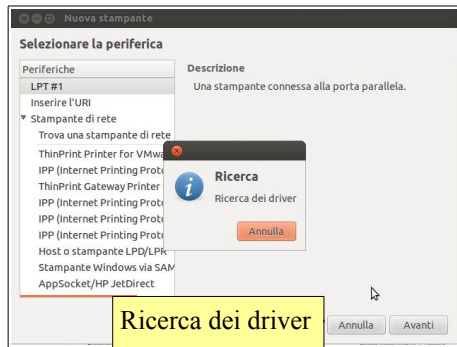 Nuova stampante
Selezionare la periferica
Periferiche
LPT #1
Inserire l'URI
Stampante di rete
Trova una stampante di rete
ThinPrint Printer for VMwa
IPP (Internet Printing Proto
ThinPrint Gateway Printer
IPP (Internet Printing Proto
IPP (Internet Printing Proto
IPP (Internet Printing Proto
Host o stampante LPD/LPR
Stampante Windows via SAM
AppSocket/HP JetDirect
Descrizione
Una stampante connessa alla porta parallela.
Ricerca
Ricerca dei driver
Annulla
Ricerca dei driver
Annulla
Avanti